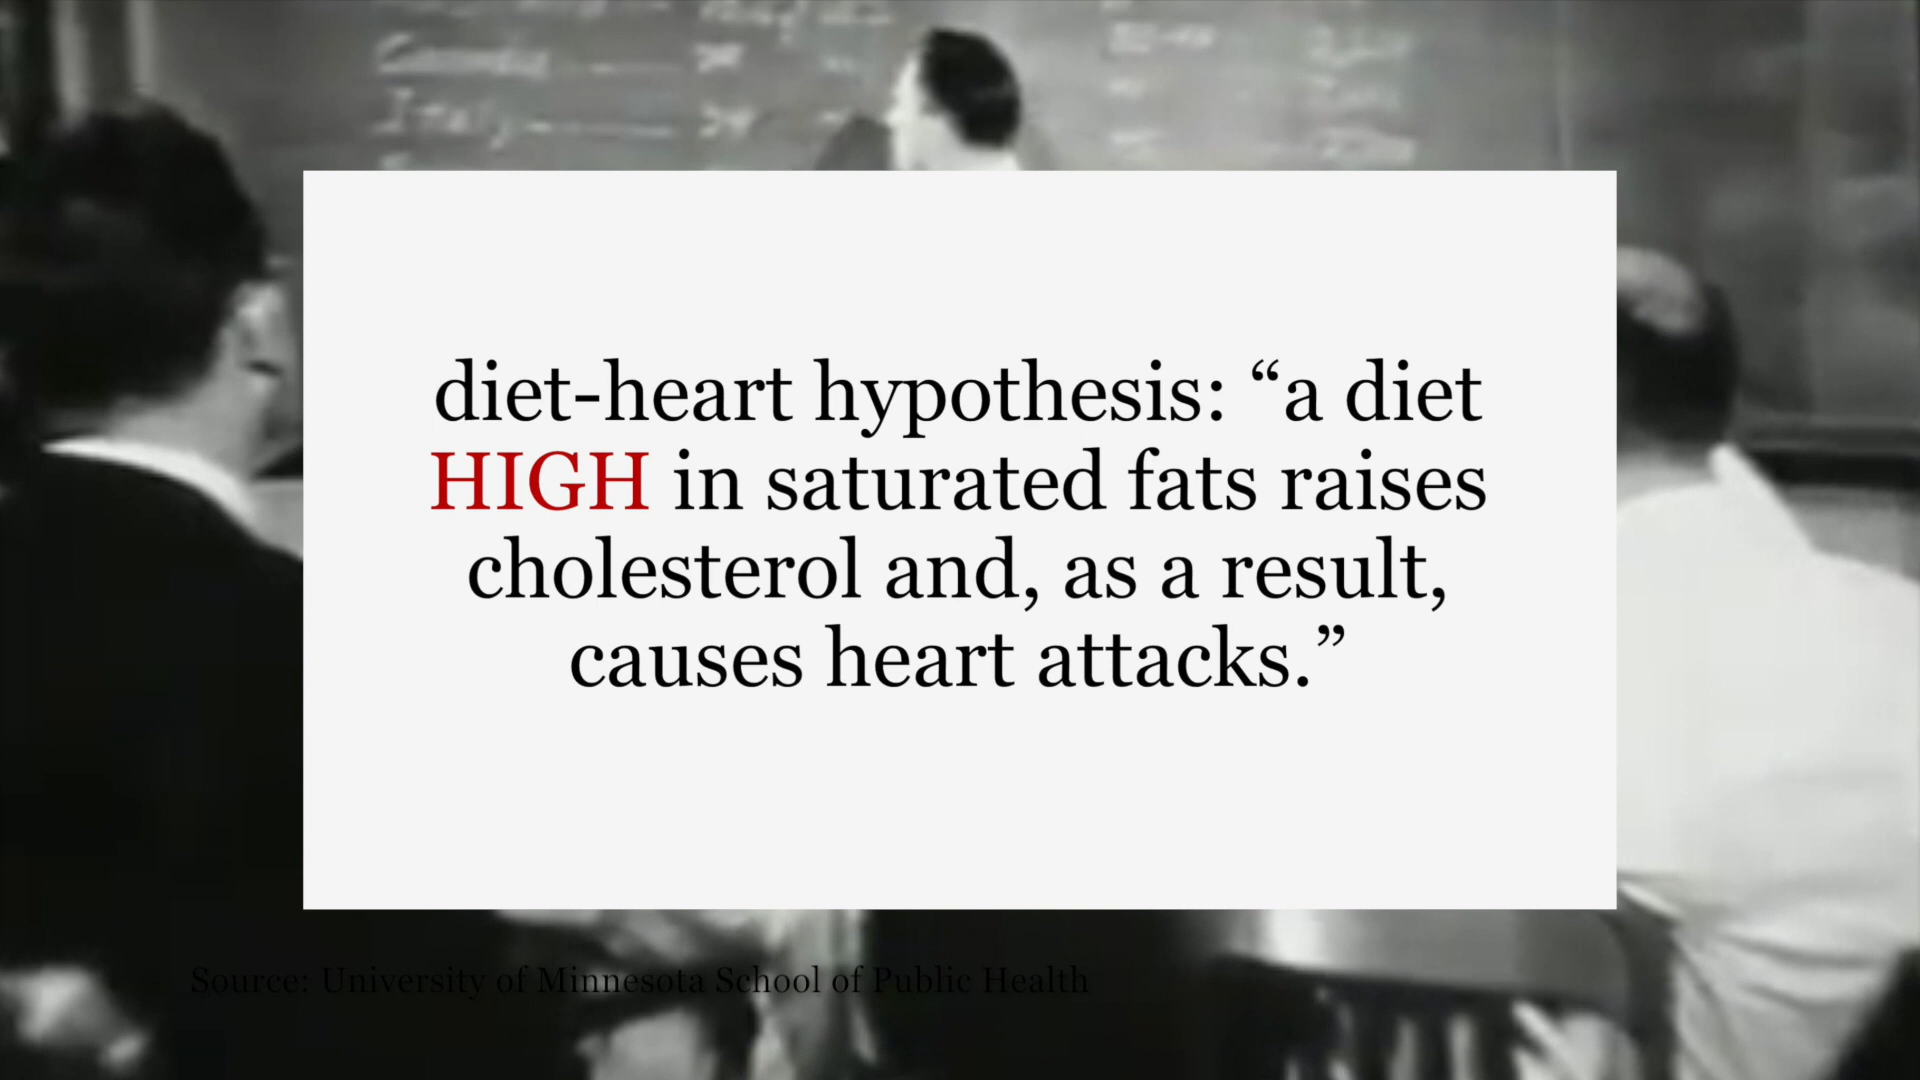 Italy
diet-heart hypothesis: “a diet
HIGH in saturated fats raises
cholesterol and, as a result,
causes heart attacks.”
Source: University of Minnesota School of Public Health